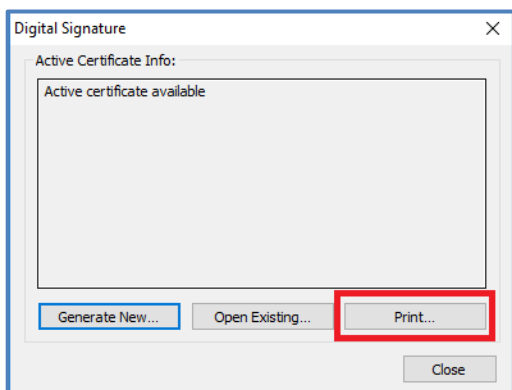 Digital Signature
Active Certificate Info:
Active certificate available
Generate New... Open Existing... Print...
Close